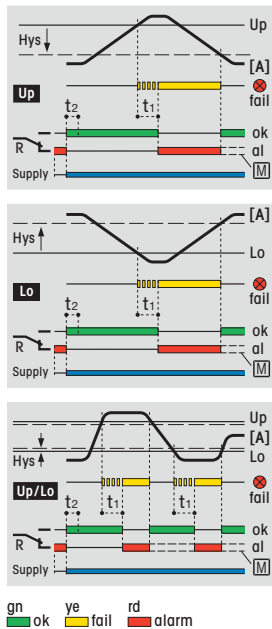 Up
Hys
[A]
Up
fail
t2 t1
ok
R al
M
Supply
[A]
Hys
Lo
Lo
fail
t2 t1
ok
R al
M
Supply
Up
[A]
Hys Lo
Up/Lo
fail
t2 t1 t1
ok
R al
M
Supply
gn ye rd
ok fail alarm